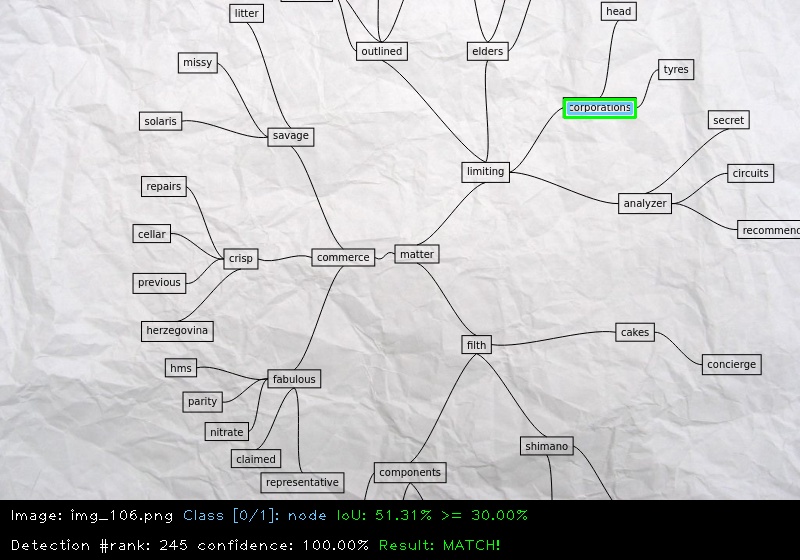 litter
head
outlined
elders
missy
tyres
corporations
solaris
secret
savage
limiting
circuits
repairs
analyzer
cellar
recommend
crisp
commerce
matter
previous
herzegovina
cakes
filth
concierge
hms
fabulous
parity
nitrate
shimano
claimed
components
representative
Image: img_106.png Class [0/1]: node IoU: 51.31% >= 30.00%
Detection #rank: 245 confidence: 100.00% Result: MATCH!